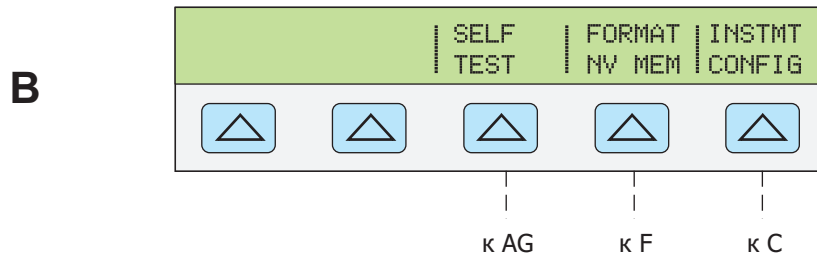 B
SELF FORMAT INSTMT
TEST NV MEM CONFIG
к AG к F к C